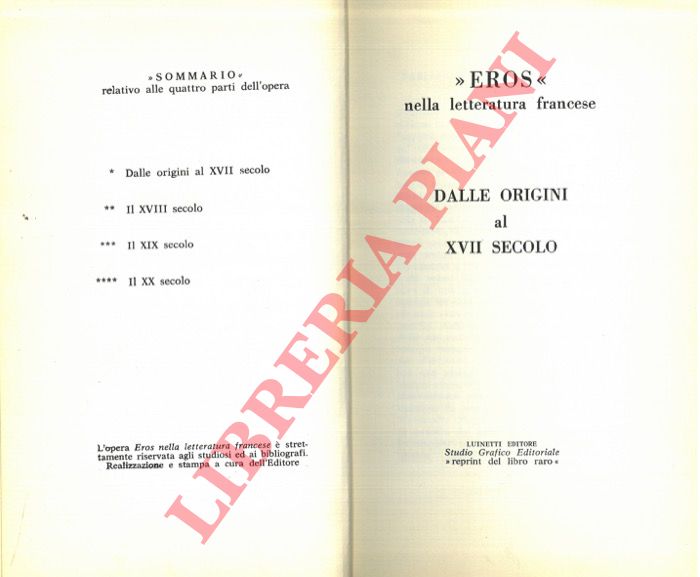 »SOMMARIO«
relativo alle quattro parti dell'opera
* Dalle origini al XVII secolo
** Il XVIII secolo
*** Il XIX secolo
**** Il XX secolo
L'opera Eros nella letteratura francese è stret-
tamente riservata agli studiosi ed ai bibliografi.
Realizzazione e stampa a cura dell'Editore
»EROS«
nella letteratura francese
DALLE ORIGINI
al
XVII SECOLO
LUINETTI EDITORE
Studio Grafico Editoriale
»reprint del libro raro«
LIBRERIA PIANI